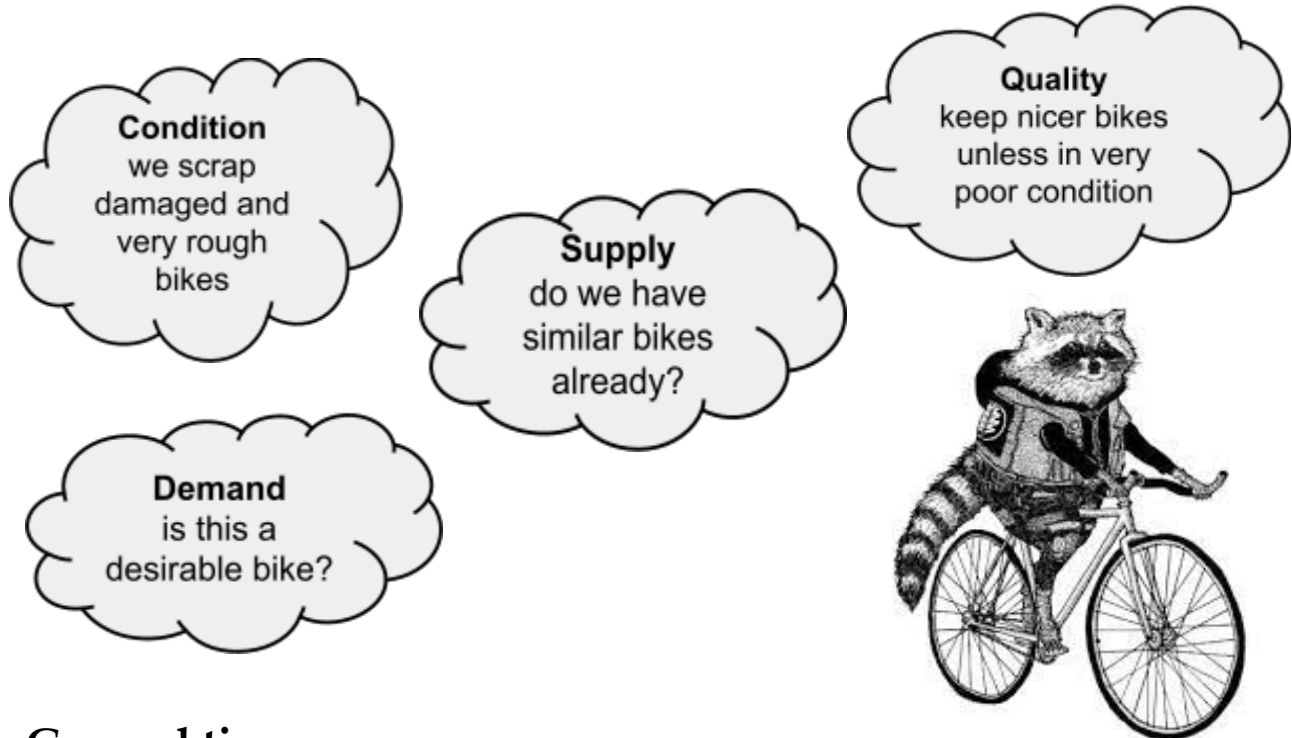 Condition
we scrap
damaged and
very rough
bikes
Supply
do we have
similar bikes
already?
Quality
keep nicer bikes
unless in very
poor condition
Demand
is this a
desirable bike?